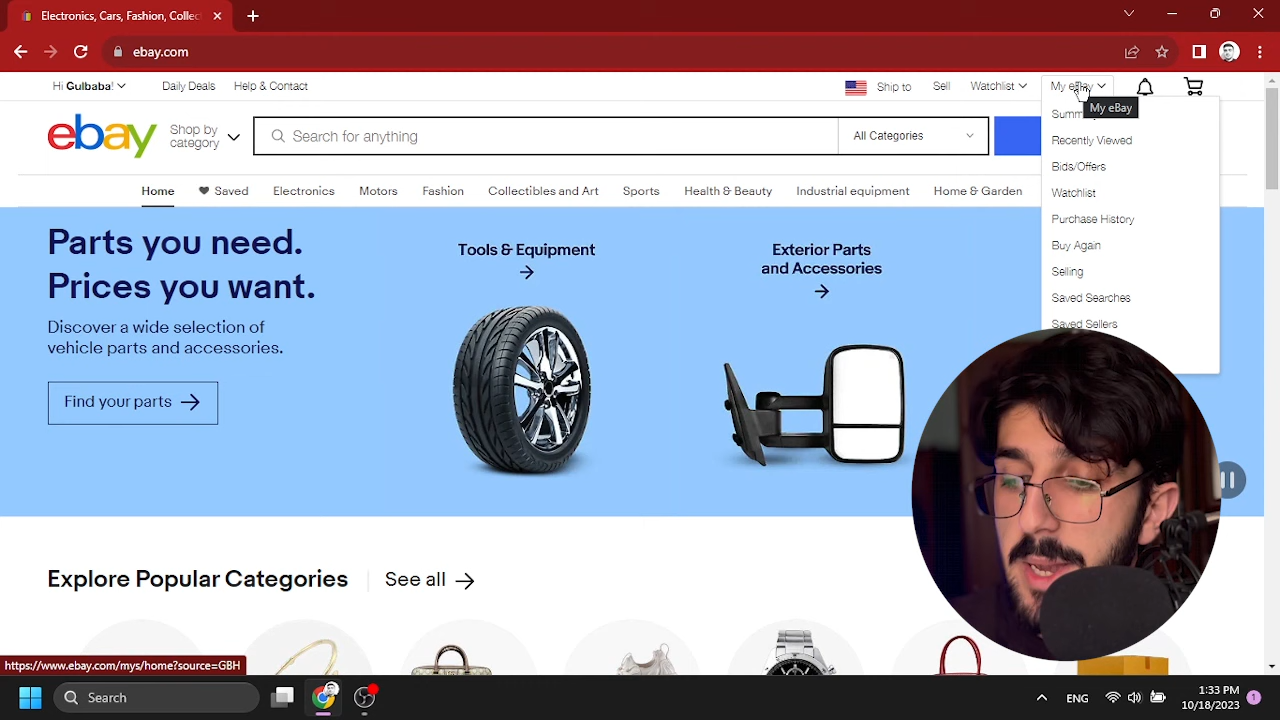 Electronics, Cars, Fashion, Collec
ebay.com
Hi Gulbaba!
Daily Deals
Help & Contact
Ship to
Sell
Watchlist
My eBay
My eBay
ebay
Shop by
category
Search for anything
All Categories
Recently Viewed
Bids/Offers
Watchlist
Purchase History
Buy Again
Selling
Saved Searches
Saved Sellers
Home
Saved
Electronics
Motors
Fashion
Collectibles and Art
Sports
Health & Beauty
Industrial equipment
Home & Garden
Parts you need.
Prices you want.
Discover a wide selection of
vehicle parts and accessories.
Find your parts
Tools & Equipment
Exterior Parts
and Accessories
Explore Popular Categories
See all
https://www.ebay.com/mys/home?source=GBH
Search
ENG
1:33 PM
10/18/2023
1